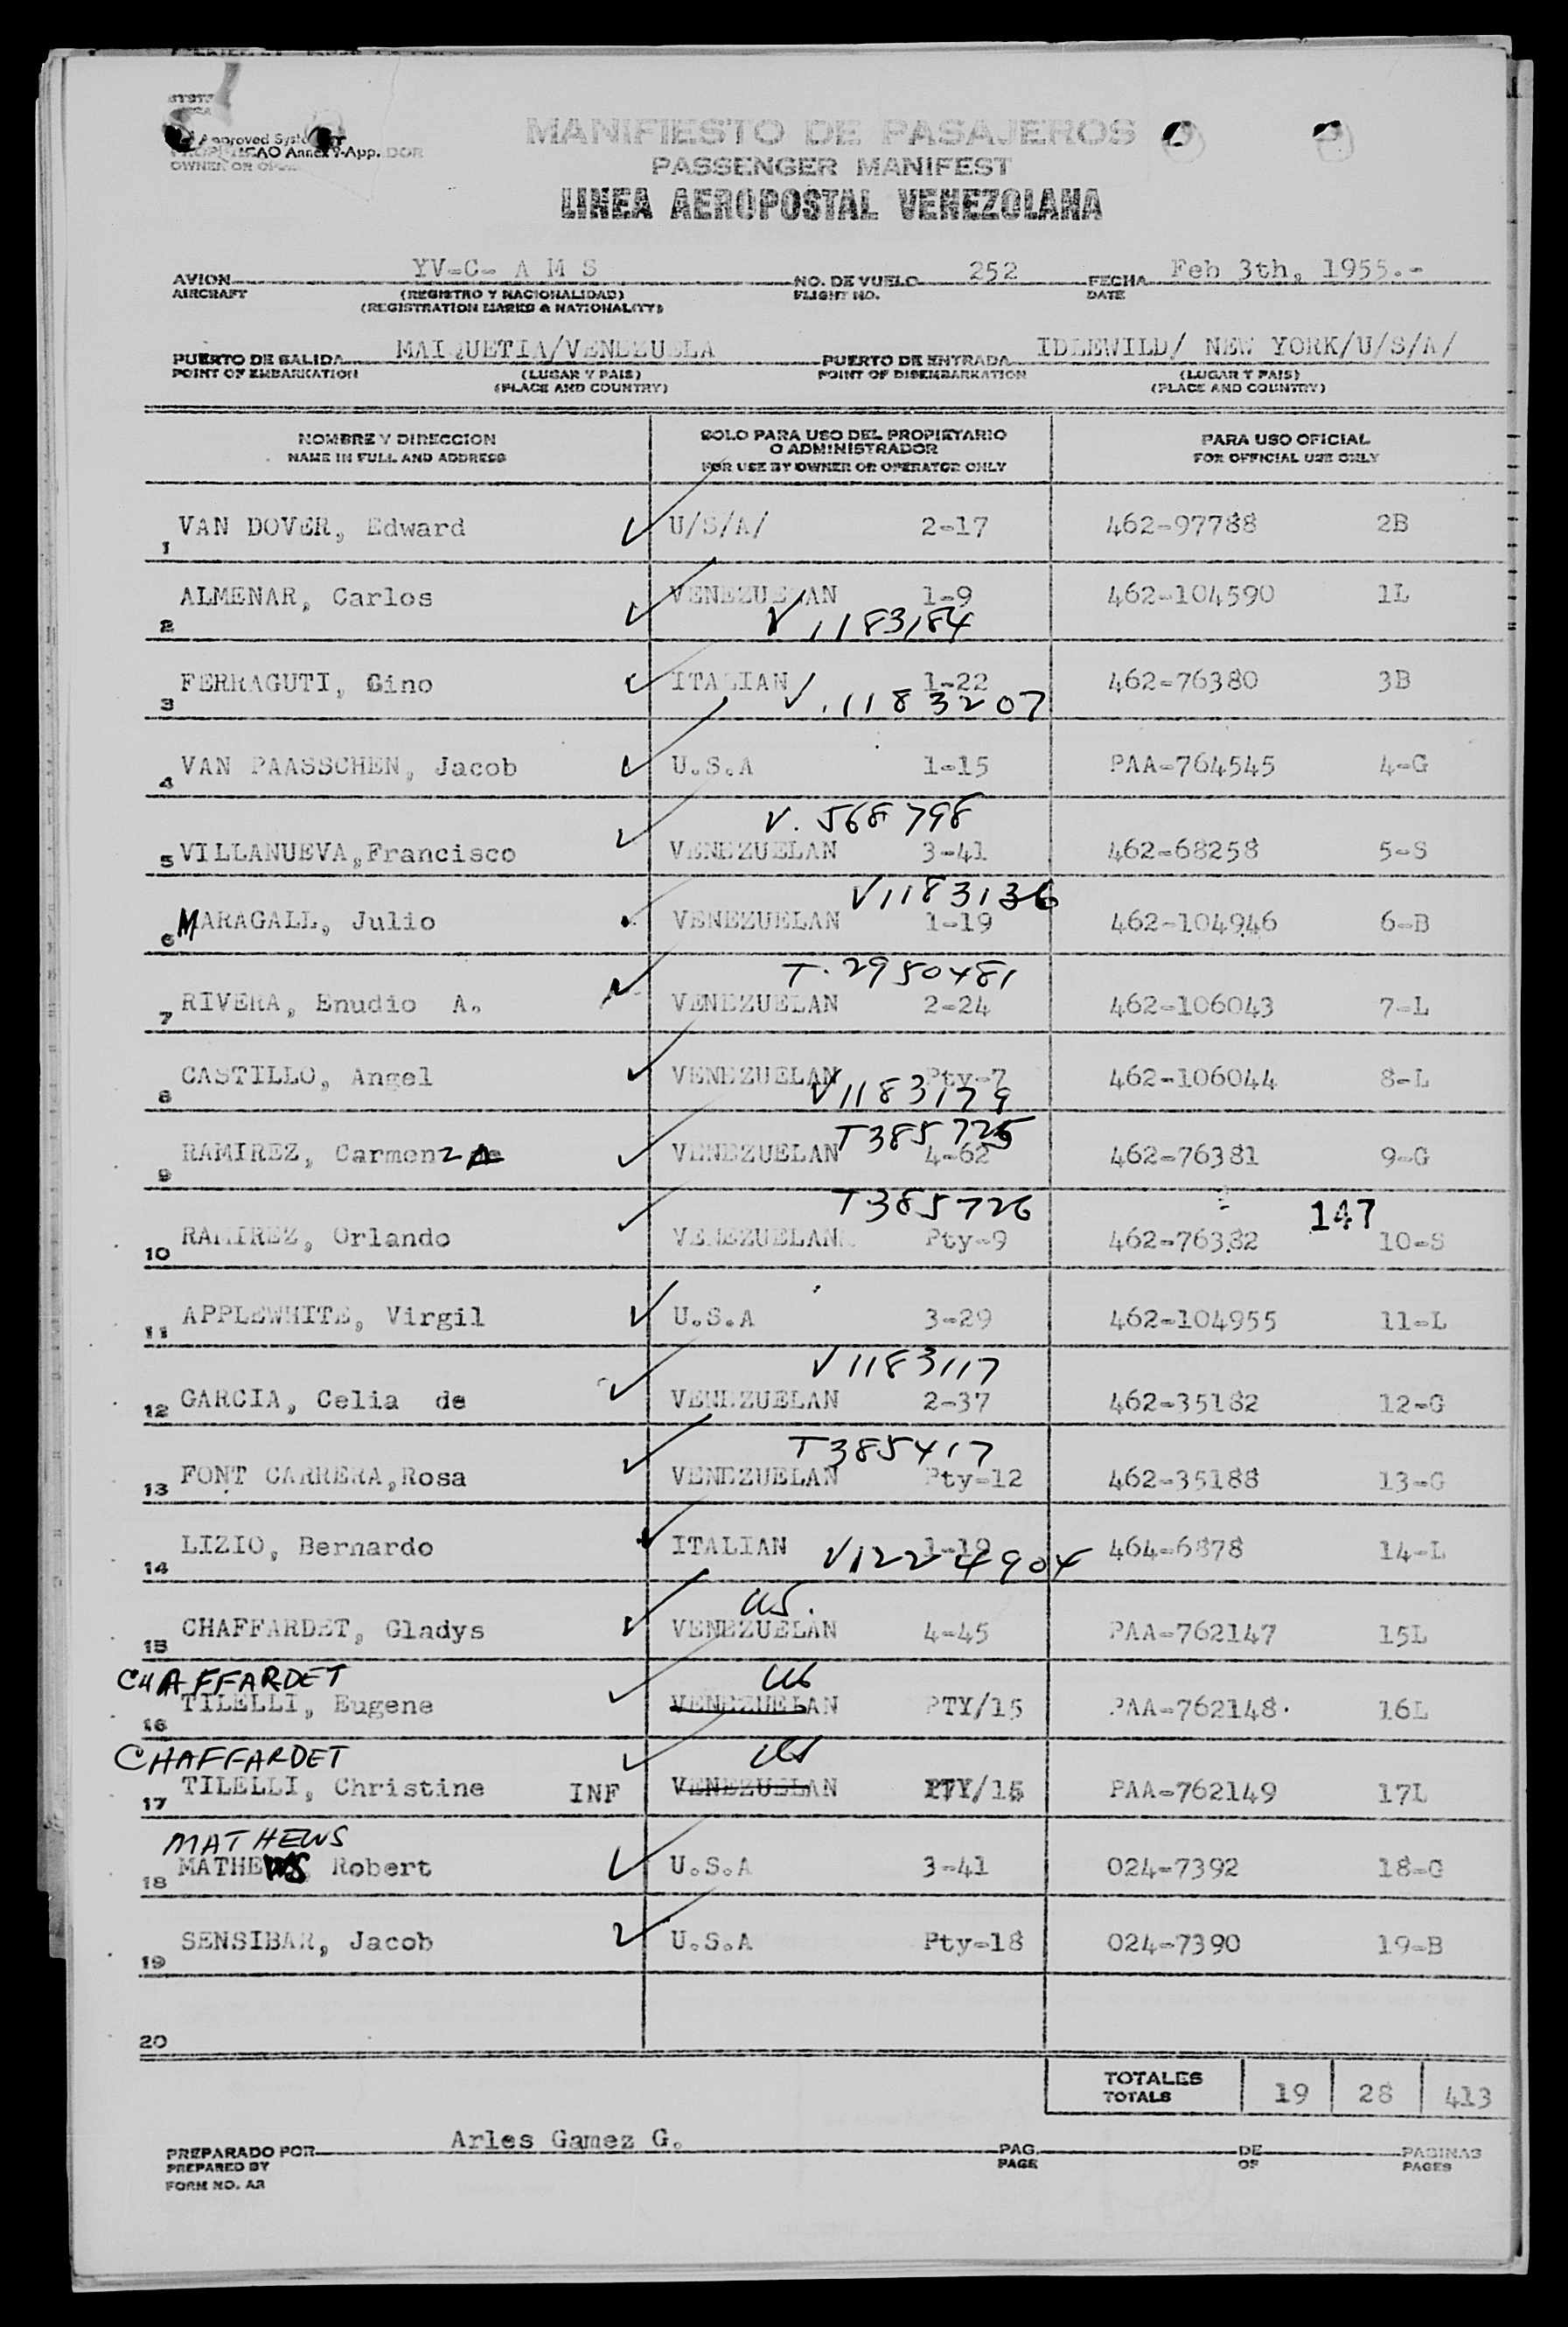 Approved System
ICAO Annex 9-App.
MANIFIESTO DE PASAJEROS
PASSENGER MANIFEST
LINEA AEROPOSTAL VENEZOLANA
AVION YV-C- A M S NO. DE VUELO 252 FECHA Feb 3th, 1955.-
AIRCRAFT (REGISTRO Y NACIONALIDAD) FLIGHT NO. DATE
(REGISTRATION MARKS & NATIONALITY)
PUERTO DE SALIDA MAIQUETIA/VENEZUELA PUERTO DE ENTRADA IDLEWILD/ NEW YORK/U/S/A/
POINT OF EMBARKATION (LUGAR Y PAIS) POINT OF DISEMBARKATION (LUGAR Y PAIS)
(PLACE AND COUNTRY) (PLACE AND COUNTRY)
NOMBRE Y DIRECCION SOLO PARA USO DEL PROPIETARIO PARA USO OFICIAL
NAME IN FULL AND ADDRESS O ADMINISTRADOR FOR OFFICIAL USE ONLY
FOR USE BY OWNER OR OPERATOR ONLY
1 VAN DOVER, Edward U/S/A/ 2-17 462-97788 2B
2 ALMENAR, Carlos VENEZUELAN 1-9 462-104590 1L
V 1183184
3 FERRAGUTI, Gino ITALIAN 1-22 462-76380 3B
V.1183207
4 VAN PAASSCHEN, Jacob U.S.A 1-15 PAA-764545 4-G
V. 568798
5 VILLANUEVA,Francisco VENEZUELAN 3-41 462-68258 5-S
V1183136
6 MARAGALL, Julio VENEZUELAN 1-19 462-104946 6-B
T. 2950481
7 RIVERA, Enudio A. VENEZUELAN 2-24 462-106043 7-L
8 CASTILLO, Angel VENEZUELAN Pty-7 462-106044 8-L
V1183179
T385725
9 RAMIREZ, Carmen VENEZUELAN 4-62 462-76381 9-G
T385726 147
10 RAMIREZ, Orlando VENEZUELAN Pty-9 462-76382 10-S
11 APPLEWHITE, Virgil U.S.A 3-29 462-104955 11-L
V1183117
12 GARCIA, Celia de VENEZUELAN 2-37 462-35182 12-G
T385417
13 FONT CARRERA,Rosa VENEZUELAN Pty-12 462-35188 13-G
14 LIZIO, Bernardo ITALIAN 1-19 464-6878 14-L
V1224904
US.
15 CHAFFARDET, Gladys VENEZUELAN 4-45 PAA-762147 15L
CHAFFARDET US
16 TILELLI, Eugene VENEZUELAN PTY/15 PAA-762148 16L
CHAFFARDET US
17 TILELLI, Christine INF VENEZUELAN PTY/15 PAA-762149 17L
MATHEWS
18 MATHEWS Robert U.S.A 3-41 024-7392 18-G
19 SENSIBAR, Jacob U.S.A Pty-18 024-7390 19-B
20
TOTALES 19 28 413
TOTALS
PREPARADO POR Arles Gamez G. PAG. DE PAGINAS
PREPARED BY PAGE OF PAGES
FORM NO. AR